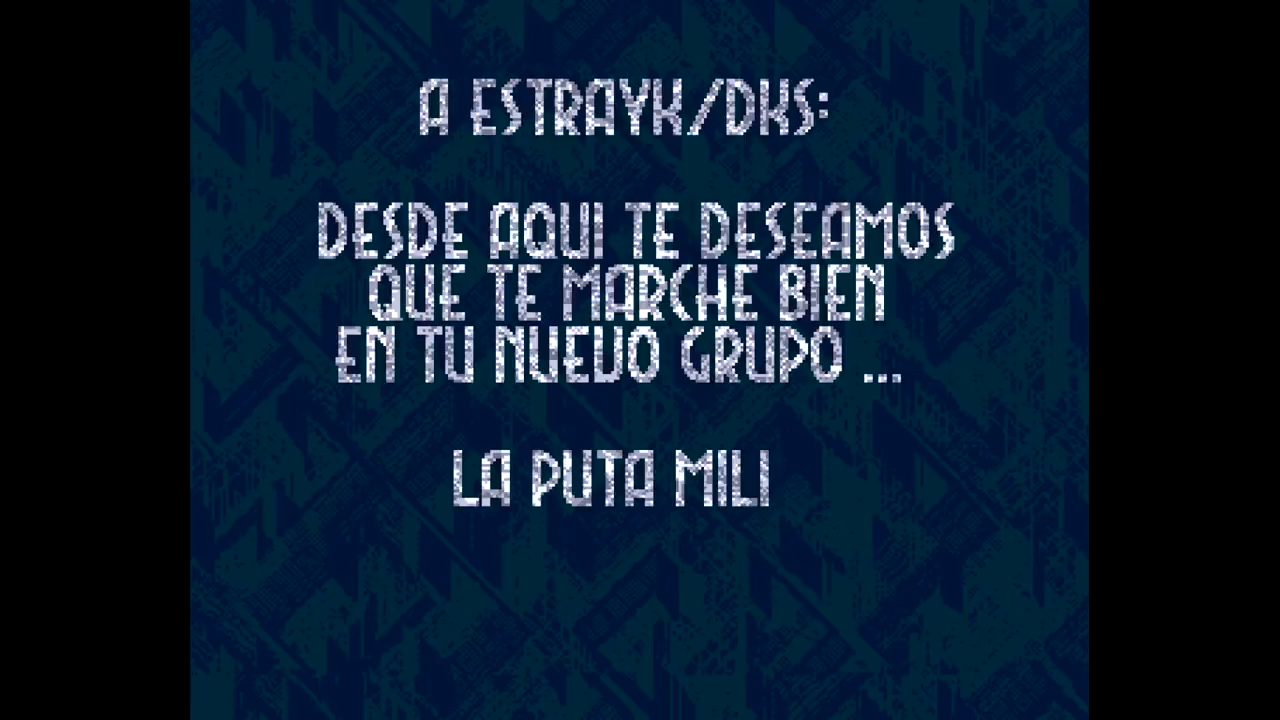 A ESTRAYK/DKS:
DESDE AQUI TE DESEAMOS
QUE TE MARCHE BIEN
EN TU NUEVO GRUPO ...
LA PUTA MILI